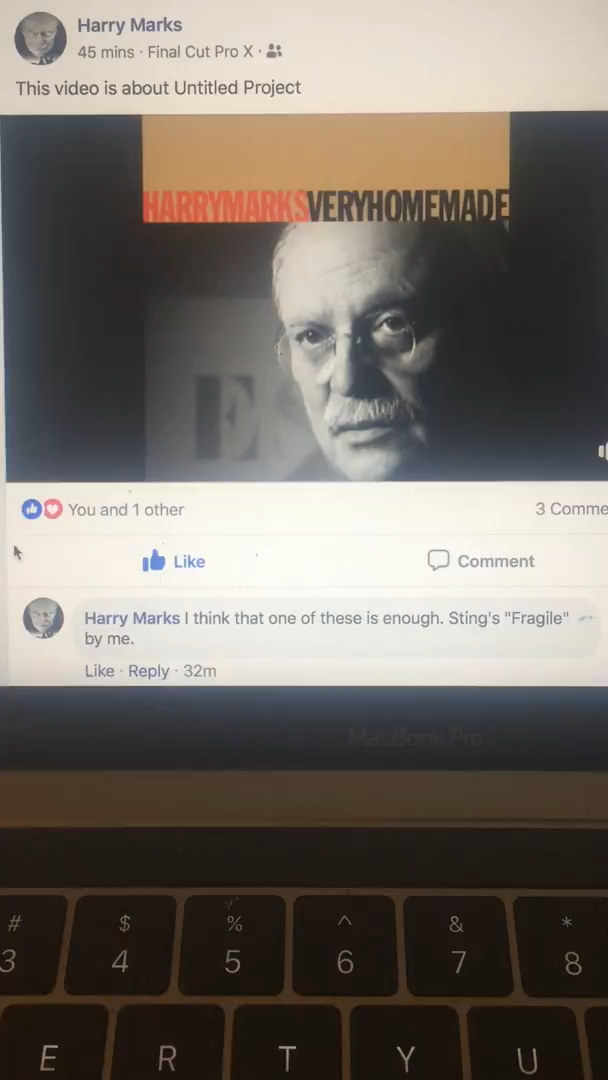 Harry Marks
45 mins · Final Cut Pro X ·
This video is about Untitled Project
HARRYMARKSVERYHOMEMADE
E
You and 1 other
3 Comme
Like
Comment
Harry Marks I think that one of these is enough. Sting's "Fragile"
by me.
Like · Reply · 32m
MacBook Pro
# $ % ^ & *
3 4 5 6 7 8
E R T Y U